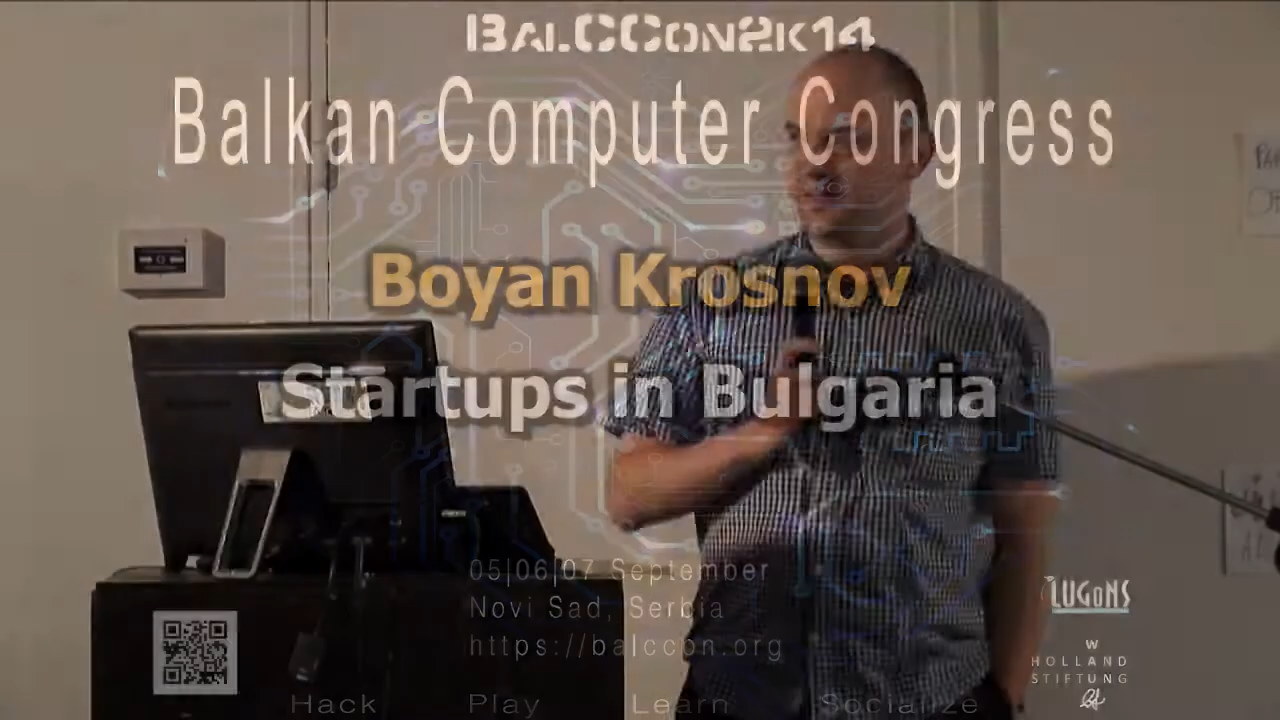 BALCCON2K14
Balkan Computer Congress
Boyan Krosnov
Startups in Bulgaria
05|06|07 September
Novi Sad, Serbia
https://balccon.org
LUGONS
W
HOLLAND
STIFTUNG
Hack Play Learn Socialize